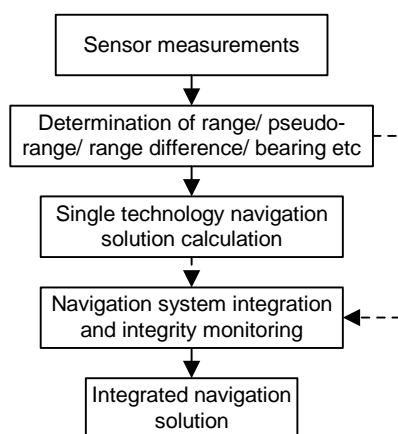 Sensor measurements
Determination of range/ pseudo-
range/ range difference/ bearing etc
Single technology navigation
solution calculation
Navigation system integration
and integrity monitoring
Integrated navigation
solution